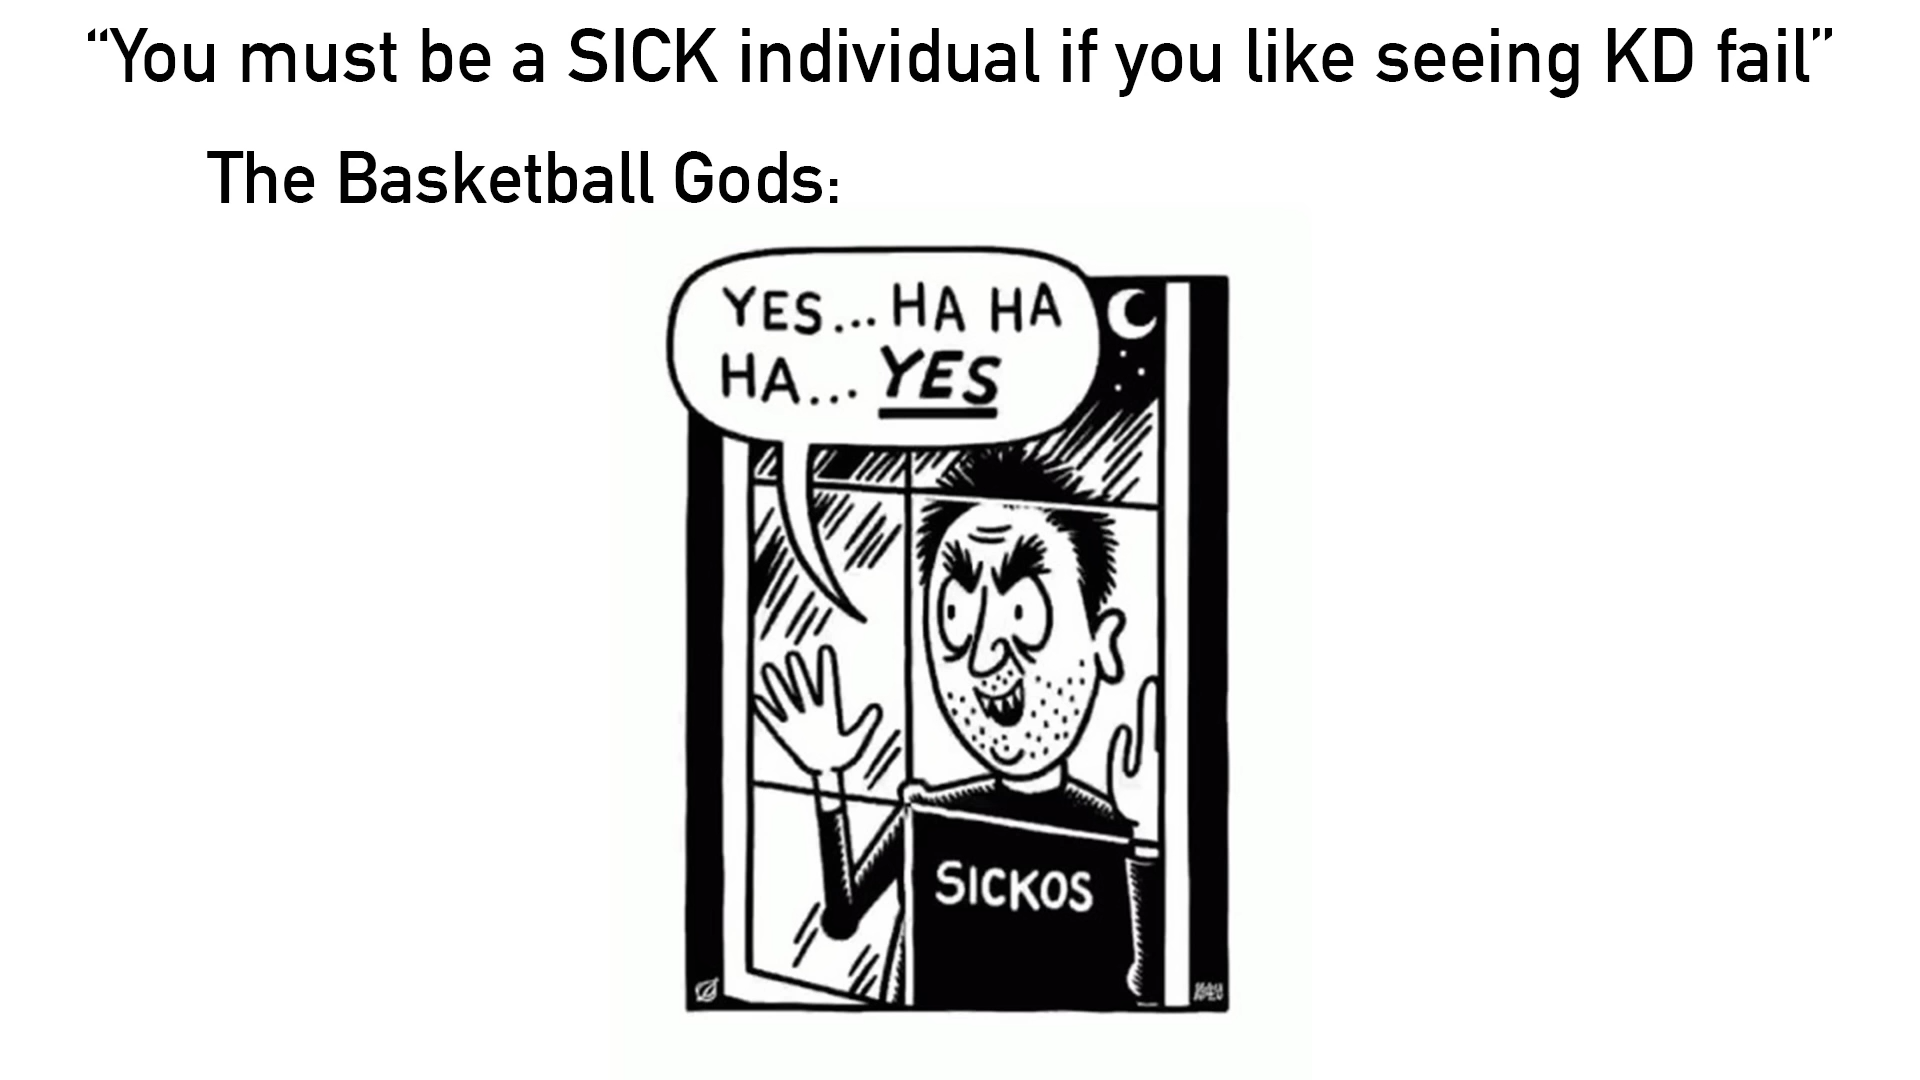 “You must be a SICK individual if you like seeing KD fail”
The Basketball Gods:
YES... HA HA
HA... YES
SICKOS